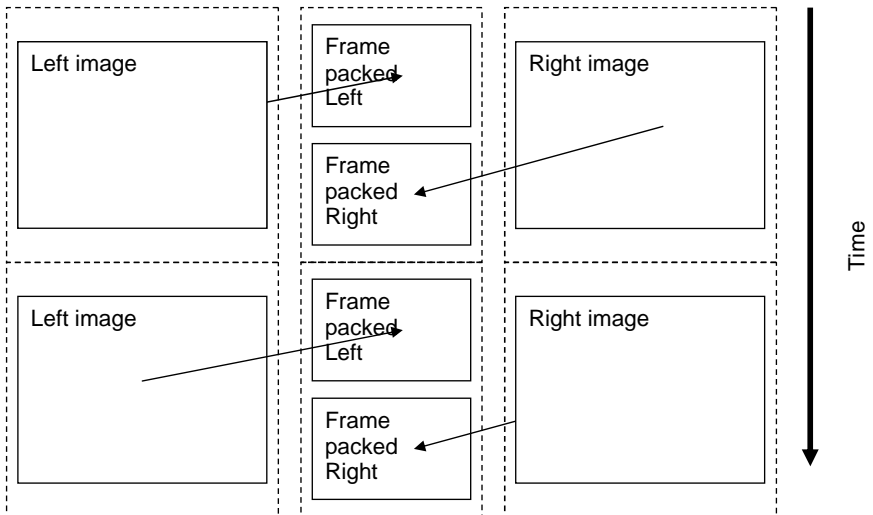 Left image
Frame
packed
Left
Right image
Frame
packed
Right
Time
Left image
Frame
packed
Left
Right image
Frame
packed
Right